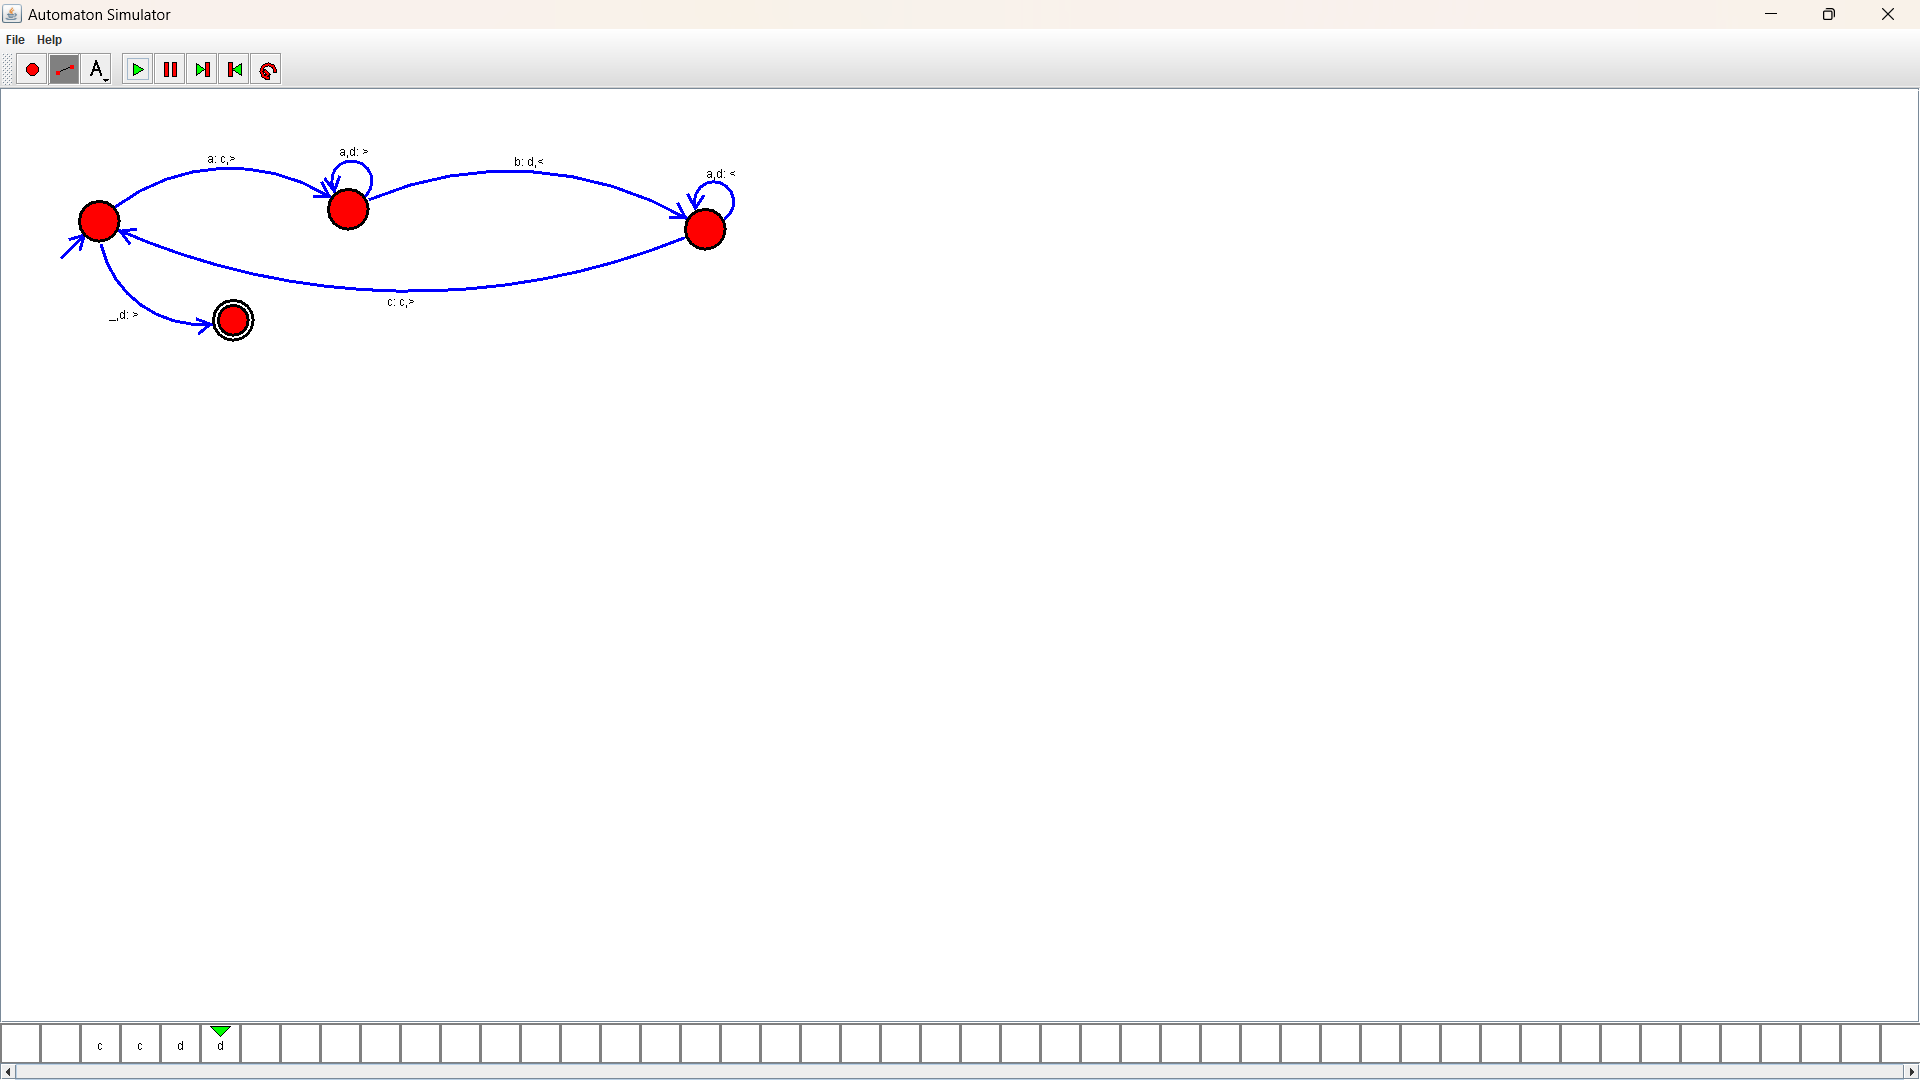 Automaton Simulator
File Help
A
a: c,>
a,d: >
b: d,<
a,d: <
c: c,>
_,d: >
c c d d